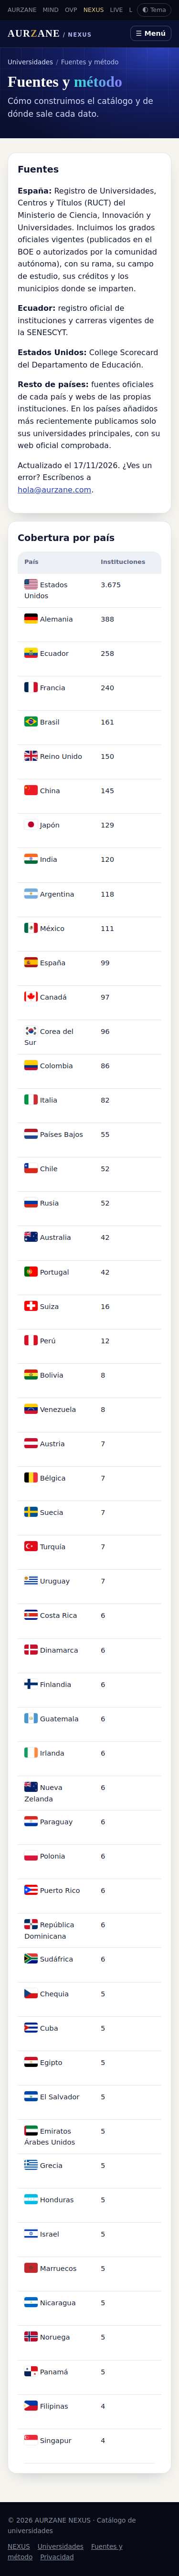 AURZANE MIND OVP NEXUS LIVE L Tema
AURZANE / NEXUS
☰ Menú
Universidades / Fuentes y método
Fuentes y método
Cómo construimos el catálogo y de
dónde sale cada dato.
Fuentes
España: Registro de Universidades,
Centros y Títulos (RUCT) del
Ministerio de Ciencia, Innovación y
Universidades. Incluimos los grados
oficiales vigentes (publicados en el
BOE o autorizados por la comunidad
autónoma), con su rama, su campo
de estudio, sus créditos y los
municipios donde se imparten.
Ecuador: registro oficial de
instituciones y carreras vigentes de
la SENESCYT.
Estados Unidos: College Scorecard
del Departamento de Educación.
Resto de países: fuentes oficiales
de cada país y webs de las propias
instituciones. En los países añadidos
más recientemente publicamos solo
sus universidades principales, con su
web oficial comprobada.
Actualizado el 17/11/2026. ¿Ves un
error? Escríbenos a
hola@aurzane.com.
Cobertura por país
País Instituciones
Estados
Unidos 3.675
Alemania 388
Ecuador 258
Francia 240
Brasil 161
Reino Unido 150
China 145
Japón 129
India 120
Argentina 118
México 111
España 99
Canadá 97
Corea del
Sur 96
Colombia 86
Italia 82
Países Bajos 55
Chile 52
Rusia 52
Australia 42
Portugal 42
Suiza 16
Perú 12
Bolivia 8
Venezuela 8
Austria 7
Bélgica 7
Suecia 7
Turquía 7
Uruguay 7
Costa Rica 6
Dinamarca 6
Finlandia 6
Guatemala 6
Irlanda 6
Nueva
Zelanda 6
Paraguay 6
Polonia 6
Puerto Rico 6
República
Dominicana 6
Sudáfrica 6
Chequia 5
Cuba 5
Egipto 5
El Salvador 5
Emiratos
Árabes Unidos 5
Grecia 5
Honduras 5
Israel 5
Marruecos 5
Nicaragua 5
Noruega 5
Panamá 5
Filipinas 4
Singapur 4
© 2026 AURZANE NEXUS · Catálogo de
universidades
NEXUS Universidades Fuentes y
método Privacidad